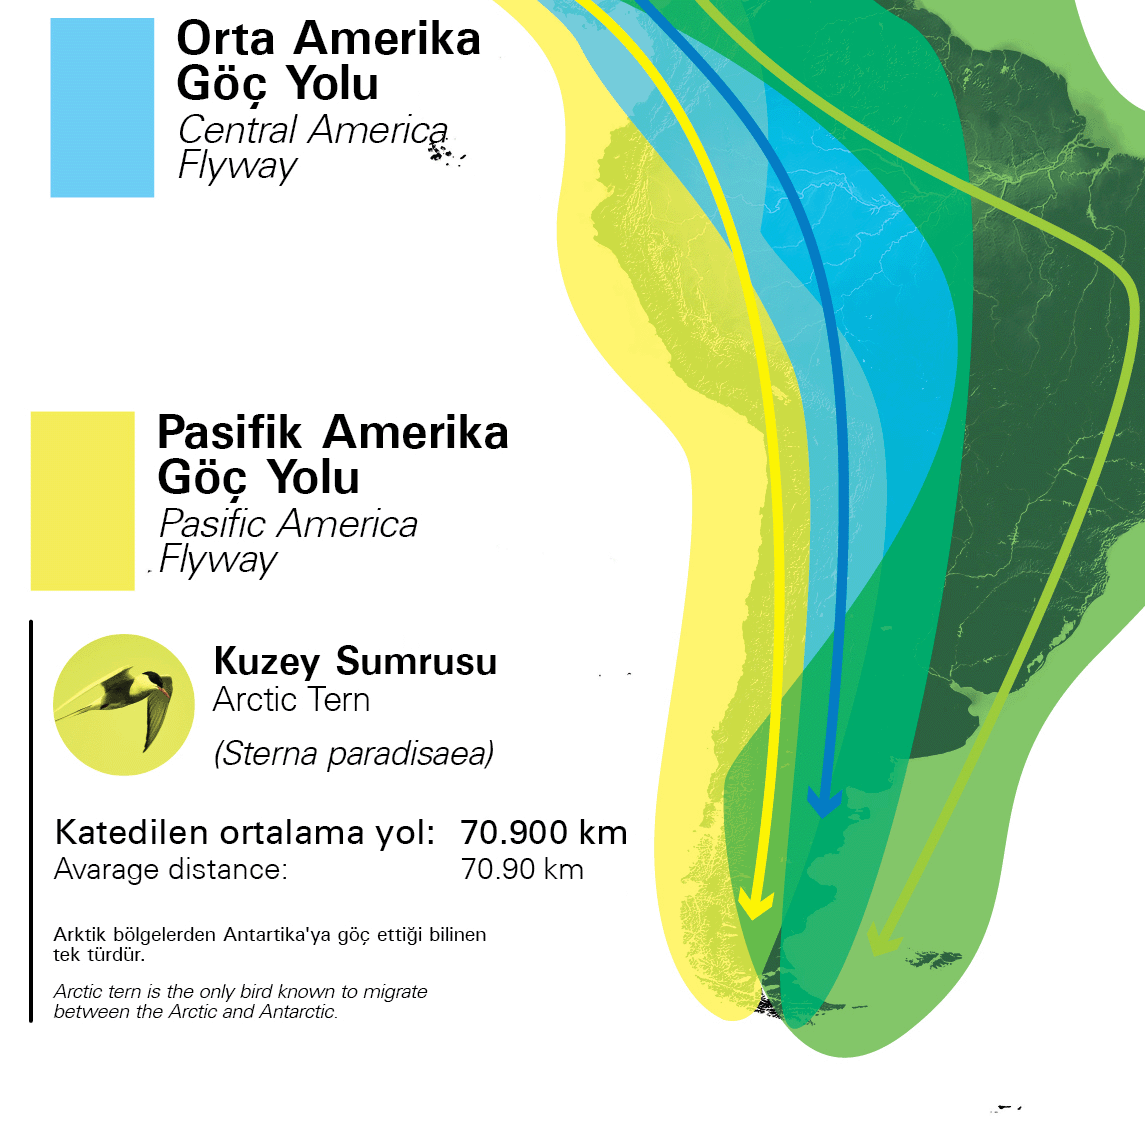 Orta Amerika
Göç Yolu
Central America
Flyway
Pasifik Amerika
Göç Yolu
Pasific America
Flyway
Kuzey Sumrusu
Arctic Tern
(Sterna paradisaea)
Katedilen ortalama yol: 70.900 km
Avarage distance: 70.90 km
Arktik bölgelerden Antartika'ya göç ettiği bilinen
tek türdür.
Arctic tern is the only bird known to migrate
between the Arctic and Antarctic.